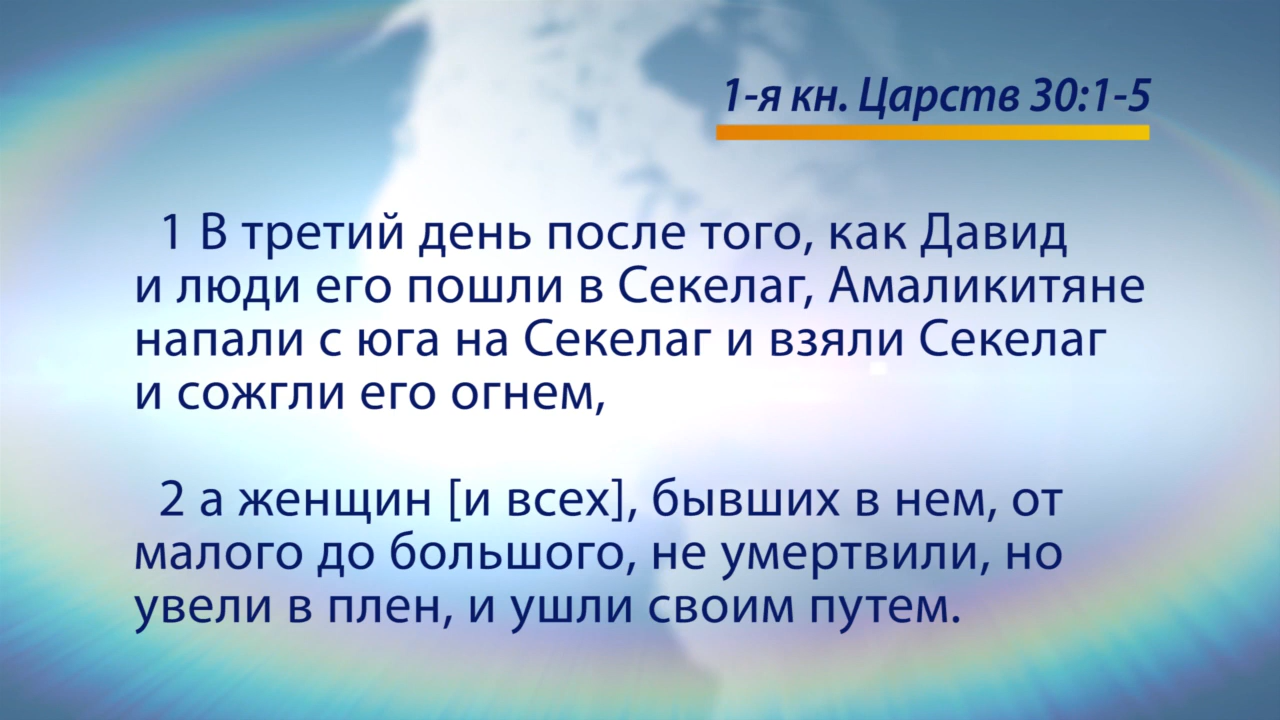 1-я кн. Царств 30:1-5
1 В третий день после того, как Давид
и люди его пошли в Секелаг, Амаликитяне
напали с юга на Секелаг и взяли Секелаг
и сожгли его огнем,
2 а женщин [и всех], бывших в нем, от
малого до большого, не умертвили, но
увели в плен, и ушли своим путем.